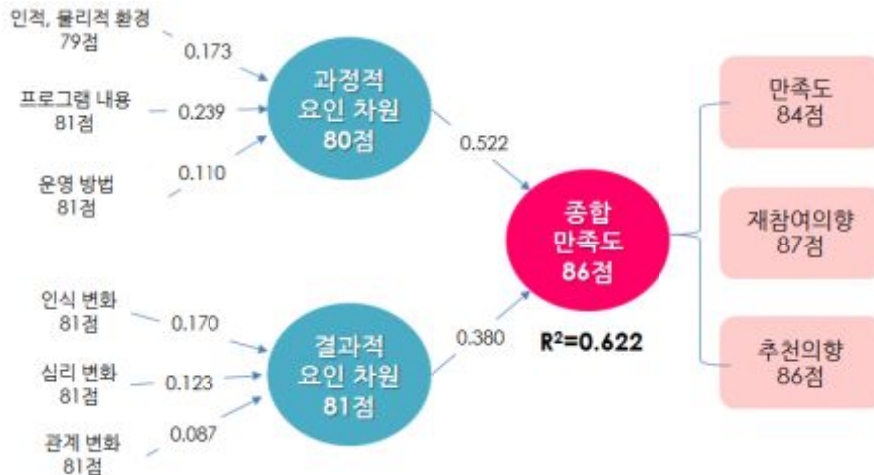 인적, 물리적 환경
79점
0.173
프로그램 내용
81점
0.239
운영 방법
81점
0.110
과정적
요인 차원
80점
0.522
인식 변화
81점
0.170
심리 변화
81점
0.123
관계 변화
81점
0.087
결과적
요인 차원
81점
0.380
종합
만족도
86점
R²=0.622
만족도
84점
재참여의향
87점
추천의향
86점